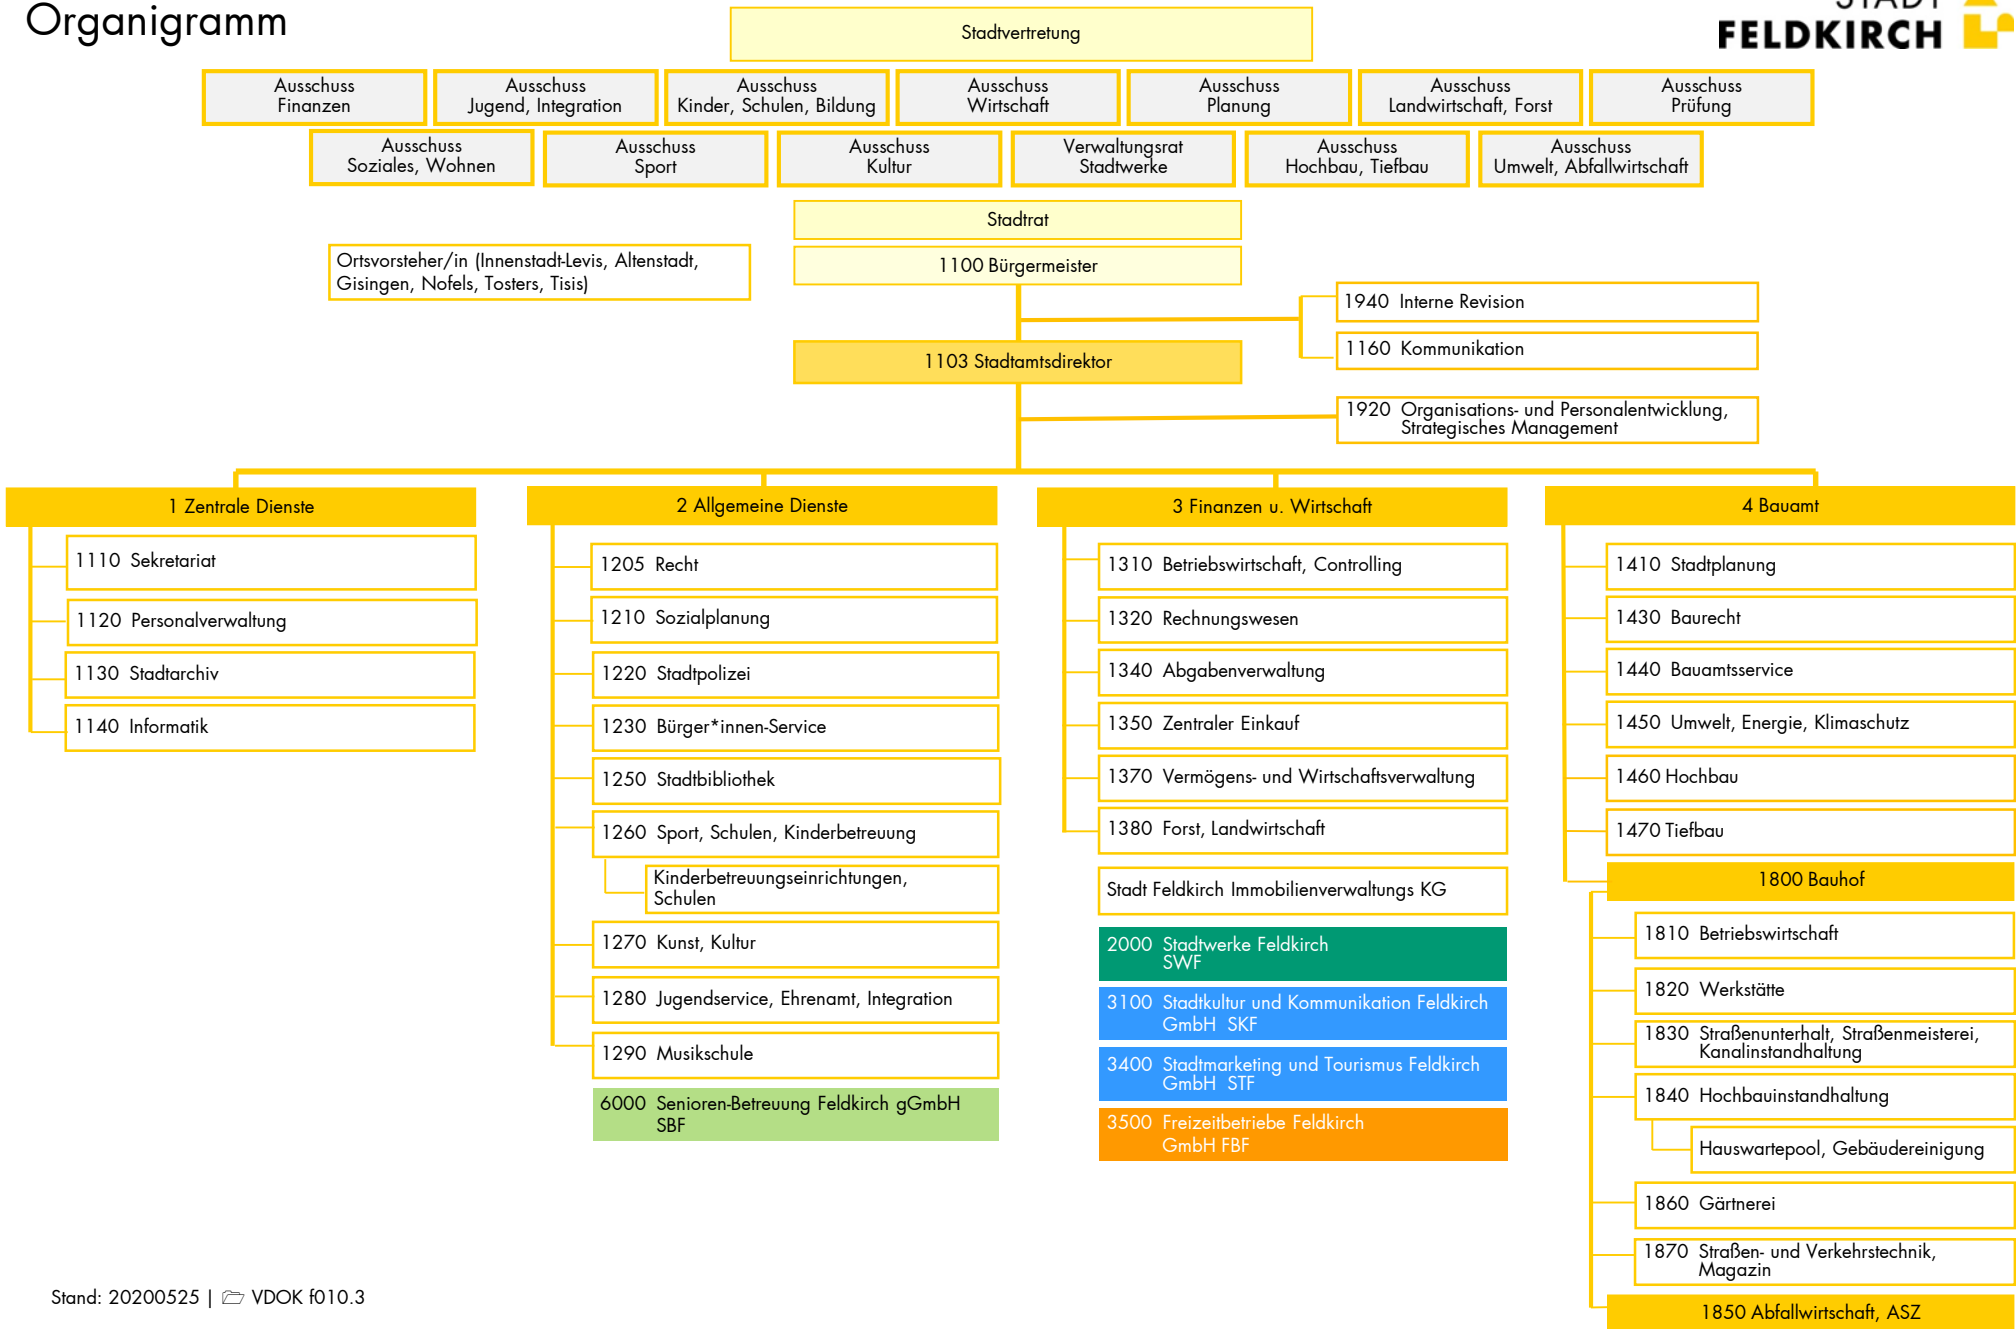 Organigramm
STADT
FELDKIRCH
Stadtvertretung
Ausschuss
Finanzen
Ausschuss
Jugend, Integration
Ausschuss
Kinder, Schulen, Bildung
Ausschuss
Wirtschaft
Ausschuss
Planung
Ausschuss
Landwirtschaft, Forst
Ausschuss
Prüfung
Ausschuss
Soziales, Wohnen
Ausschuss
Sport
Ausschuss
Kultur
Verwaltungsrat
Stadtwerke
Ausschuss
Hochbau, Tiefbau
Ausschuss
Umwelt, Abfallwirtschaft
Stadtrat
Ortsvorsteher/in (Innenstadt-Levis, Altenstadt,
Gisingen, Nofels, Tosters, Tisis)
1100 Bürgermeister
1940 Interne Revision
1160 Kommunikation
1103 Stadtamtsdirektor
1920 Organisations- und Personalentwicklung,
Strategisches Management
1 Zentrale Dienste
1110 Sekretariat
1120 Personalverwaltung
1130 Stadtarchiv
1140 Informatik
2 Allgemeine Dienste
1205 Recht
1210 Sozialplanung
1220 Stadtpolizei
1230 Bürger*innen-Service
1250 Stadtbibliothek
1260 Sport, Schulen, Kinderbetreuung
Kinderbetreuungseinrichtungen,
Schulen
1270 Kunst, Kultur
1280 Jugendservice, Ehrenamt, Integration
1290 Musikschule
6000 Senioren-Betreuung Feldkirch gGmbH
SBF
3 Finanzen u. Wirtschaft
1310 Betriebswirtschaft, Controlling
1320 Rechnungswesen
1340 Abgabenverwaltung
1350 Zentraler Einkauf
1370 Vermögens- und Wirtschaftsverwaltung
1380 Forst, Landwirtschaft
Stadt Feldkirch Immobilienverwaltungs KG
2000 Stadtwerke Feldkirch
SWF
3100 Stadtkultur und Kommunikation Feldkirch
GmbH SKF
3400 Stadtmarketing und Tourismus Feldkirch
GmbH STF
3500 Freizeitbetriebe Feldkirch
GmbH FBF
4 Bauamt
1410 Stadtplanung
1430 Baurecht
1440 Bauamtsservice
1450 Umwelt, Energie, Klimaschutz
1460 Hochbau
1470 Tiefbau
1800 Bauhof
1810 Betriebswirtschaft
1820 Werkstätte
1830 Straßenunterhalt, Straßenmeisterei,
Kanalinstandhaltung
1840 Hochbauinstandhaltung
Hauswartepool, Gebäudereinigung
1860 Gärtnerei
1870 Straßen- und Verkehrstechnik,
Magazin
1850 Abfallwirtschaft, ASZ
Stand: 20200525 | VDOK f010.3